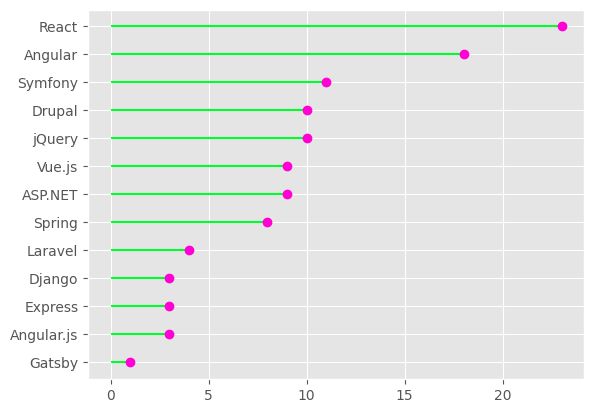 React
Angular
Symfony
Drupal
jQuery
Vue.js
ASP.NET
Spring
Laravel
Django
Express
Angular.js
Gatsby
0 5 10 15 20